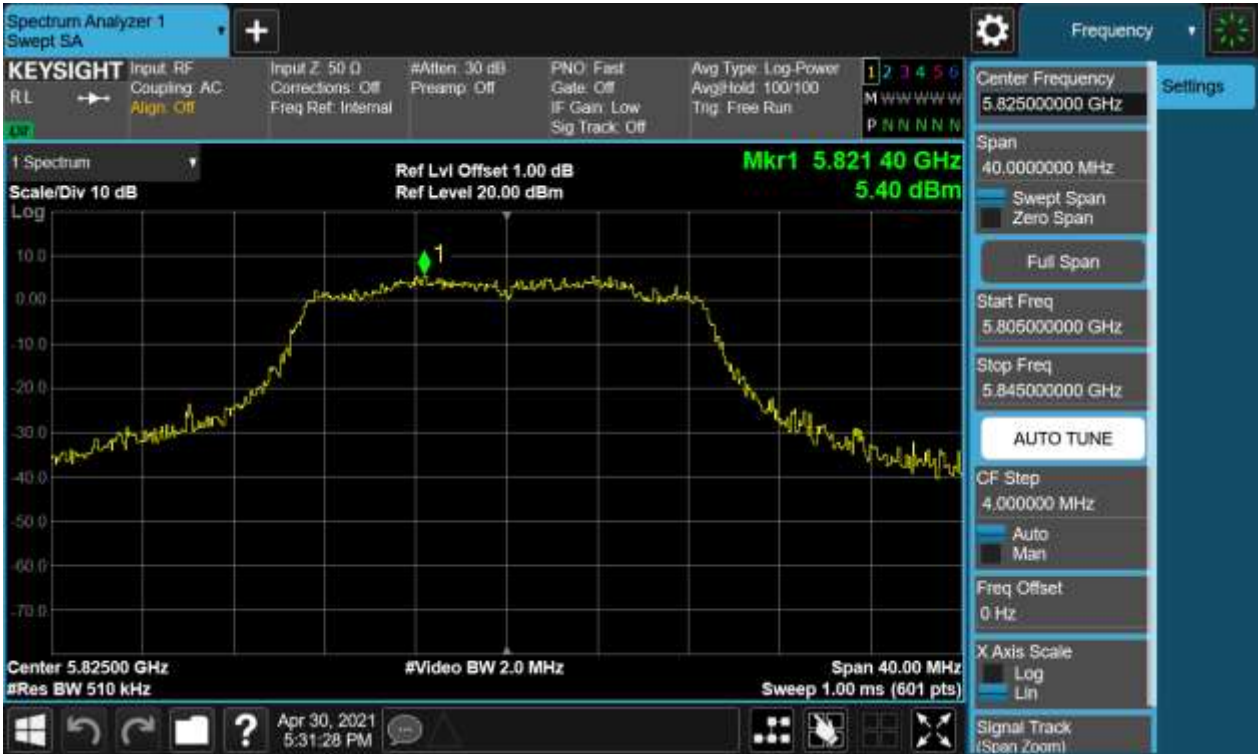 Spectrum Analyzer 1
Swept SA
+
Frequency
KEYSIGHT
RL
Input: RF
Coupling: AC
Align: Off
Input Z: 50 Ω
Corrections: Off
Freq Ref: Internal
#Atten: 30 dB
Preamp: Off
PNO: Fast
Gate: Off
IF Gain: Low
Sig Track: Off
Avg Type: Log-Power
Avg|Hold: 100/100
Trig: Free Run
1 2 3 4 5 6
M W W W W W
P N N N N N
1 Spectrum
Scale/Div 10 dB
Ref Lvl Offset 1.00 dB
Ref Level 20.00 dBm
Mkr1 5.821 40 GHz
5.40 dBm
Log
1
10.0
0.00
-10.0
-20.0
-30.0
-40.0
-50.0
-60.0
-70.0
Center 5.82500 GHz
#Res BW 510 kHz
#Video BW 2.0 MHz
Span 40.00 MHz
Sweep 1.00 ms (601 pts)
?
Apr 30, 2021
5:31:28 PM
Center Frequency
5.825000000 GHz
Settings
Span
40.0000000 MHz
Swept Span
Zero Span
Full Span
Start Freq
5.805000000 GHz
Stop Freq
5.845000000 GHz
AUTO TUNE
CF Step
4.000000 MHz
Auto
Man
Freq Offset
0 Hz
X Axis Scale
Log
Lin
Signal Track
(Span Zoom)